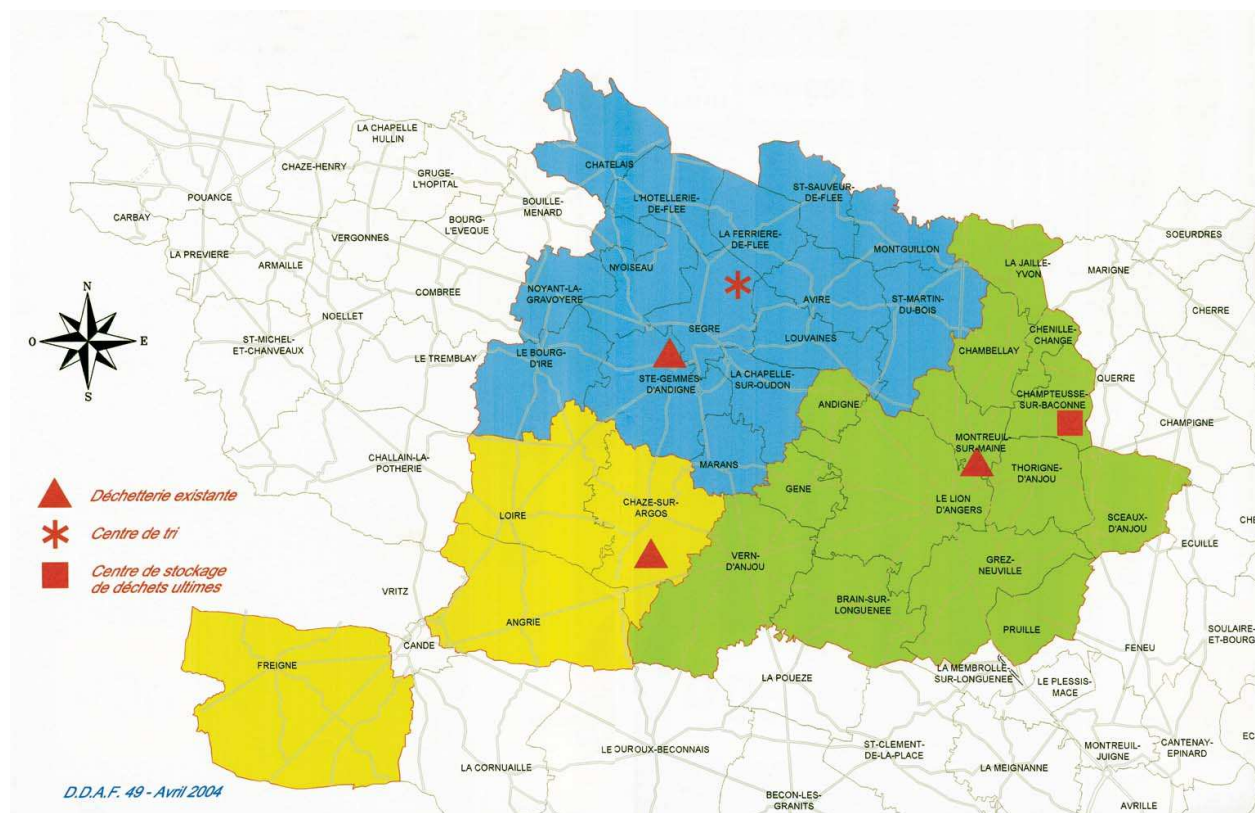 CHATELAIS
LA CHAPELLE
HULLIN
CHAZE-HENRY
GRUGE-
L'HOPITAL
POUANCE
CARBAY
BOUILLE-
MENARD
L'HOTELLERIE-
DE-FLEE
ST-SAUVEUR-
DE-FLEE
BOURG-
L'EVEQUE
VERGONNES
LA FERRIERE-
DE-FLEE
MONTGUILLON
SOEURDRES
LA PREVIERE
ARMAILLE
NYOISEAU
LA JAILLE-
YVON
MARIGNE
COMBREE
NOYANT-LA-
GRAVOYERE
AVIRE
ST-MARTIN-
DU-BOIS
CHERRE
N
O
E
S
NOELLET
SEGRE
LOUVAINES
CHENILLE-
CHANGE
ST-MICHEL-
ET-CHANVEAUX
LE TREMBLAY
LE BOURG-
D'IRE
CHAMBELLAY
STE-GEMMES-
D'ANDIGNE
LA CHAPELLE-
SUR-OUDON
QUERRE
ANDIGNE
CHAMPTEUSSE-
SUR-BACONNE
CHAMPIGNE
CHALLAIN-LA-
POTHERIE
MARANS
MONTREUIL-
SUR-MAINE
THORIGNE-
D'ANJOU
GENE
CHAZE-SUR-
ARGOS
LE LION
D'ANGERS
LOIRE
SCEAUX-
D'ANJOU
CHE
ECUILLE
VERN-
D'ANJOU
GREZ-
NEUVILLE
Déchetterie existante
Centre de tri
Centre de stockage
de déchets ultimes
VRITZ
BRAIN-SUR-
LONGUENEE
ANGRIE
PRUILLE
SOULAIRE-
ET-BOURG
CANDE
FENEU
FREIGNE
LA MEMBROLLE-
SUR-LONGUENEE
LA POUEZE
LE PLESSIS-
MACE
LA CORNUAILLE
ST-CLEMENT-
DE-LA-PLACE
MONTREUIL-
JUIGNE
CANTENAY-
EPINARD
EC
LA MEIGNANNE
BECON-LES-
GRANITS
AVRILLE
D.D.A.F. 49 - Avril 2004